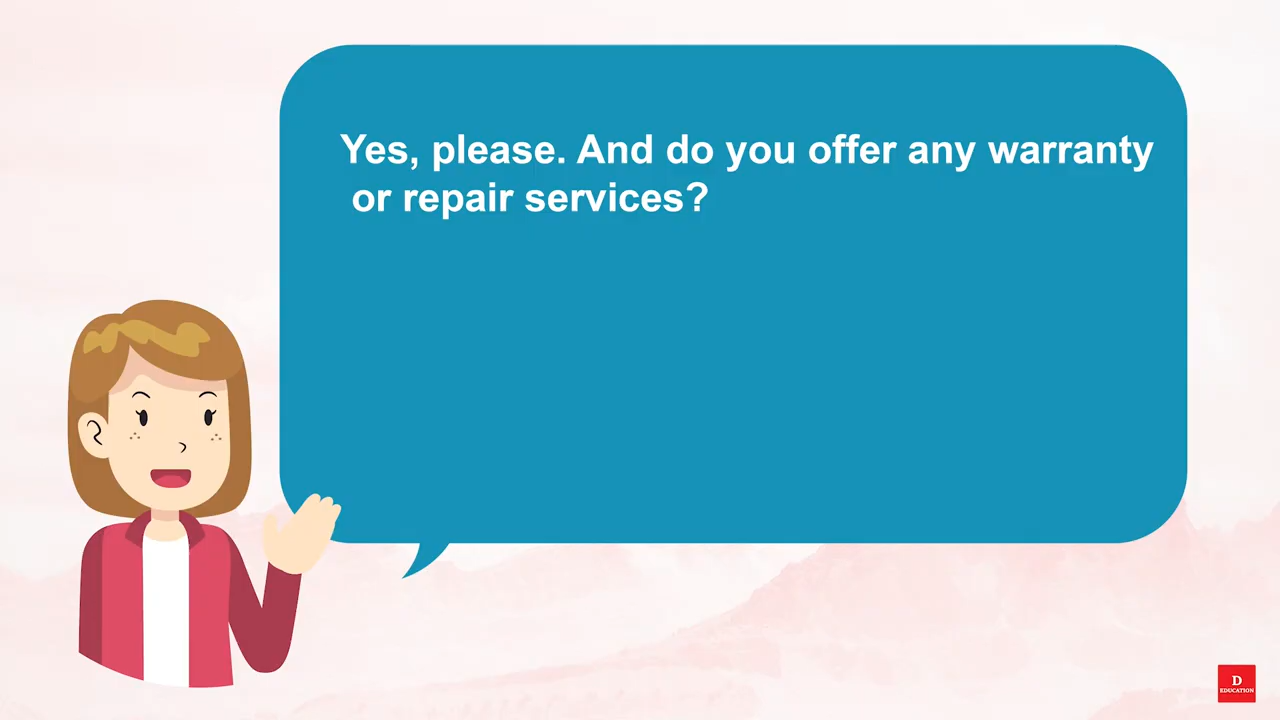 Yes, please. And do you offer any warranty
or repair services?
D
EDUCATION